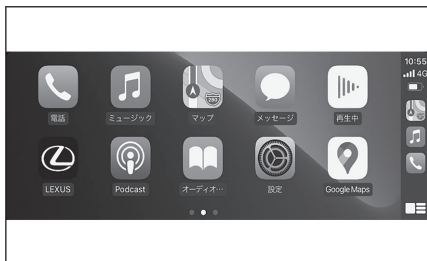 10:55
4G
電話
ミュージック
マップ
メッセージ
再生中
280
LEXUS
Podcast
オーディオ…
設定
Google Maps